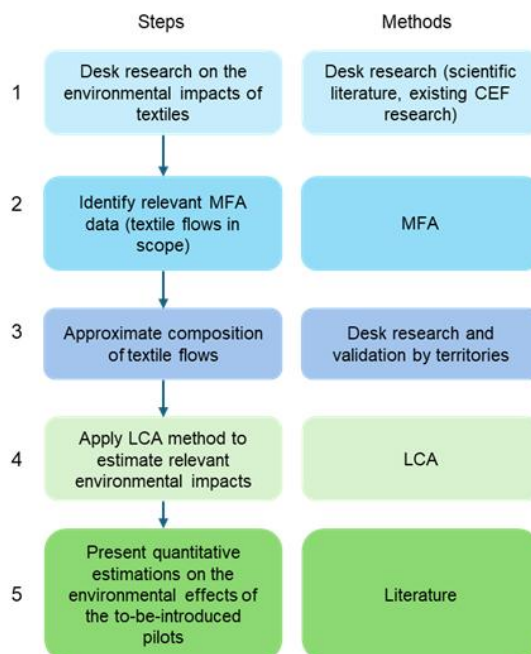 Steps
Methods
1
Desk research on the
environmental impacts of
textiles
Desk research (scientific
literature, existing CEF
research)
2
Identify relevant MFA
data (textile flows in
scope)
MFA
3
Approximate composition
of textile flows
Desk research and
validation by territories
4
Apply LCA method to
estimate relevant
environmental impacts
LCA
5
Present quantitative
estimations on the
environmental effects of
the to-be-introduced
pilots
Literature